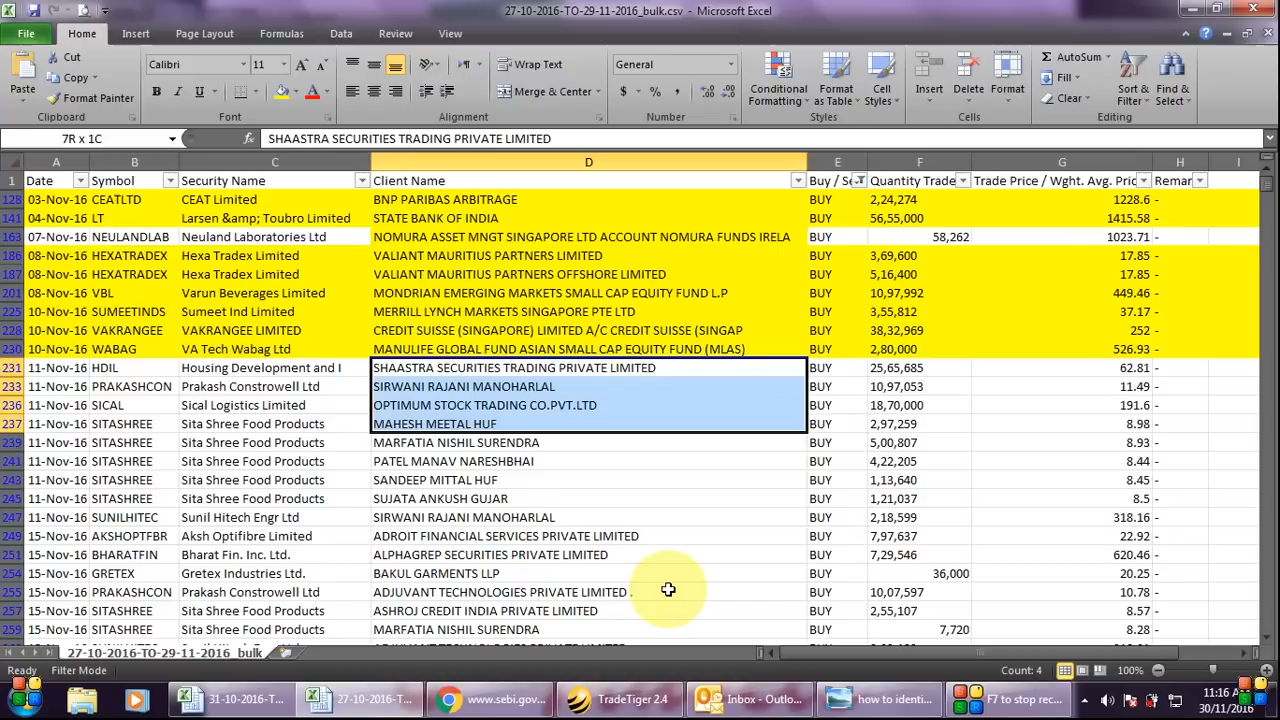 27-10-2016-TO-29-11-2016_bulk.csv - Microsoft Excel
File Home Insert Page Layout Formulas Data Review View
Cut
Copy
Format Painter
Paste
Clipboard
Calibri 11
B I U
Font
Wrap Text
Merge & Center
Alignment
General
$ % ,
Number
Conditional Formatting
Format as Table
Cell Styles
Styles
Insert Delete Format
Cells
AutoSum
Fill
Clear
Sort & Filter
Find & Select
Editing
7R x 1C fx SHAASTRA SECURITIES TRADING PRIVATE LIMITED
A B C D E F G H I
1 Date Symbol Security Name Client Name Buy / Se Quantity Trade Trade Price / Wght. Avg. Pric Remar
128 03-Nov-16 CEATLTD CEAT Limited BNP PARIBAS ARBITRAGE BUY 2,24,274 1228.6 -
141 04-Nov-16 LT Larsen &amp; Toubro Limited STATE BANK OF INDIA BUY 56,55,000 1415.58 -
163 07-Nov-16 NEULANDLAB Neuland Laboratories Ltd NOMURA ASSET MNGT SINGAPORE LTD ACCOUNT NOMURA FUNDS IRELA BUY 58,262 1023.71 -
186 08-Nov-16 HEXATRADEX Hexa Tradex Limited VALIANT MAURITIUS PARTNERS LIMITED BUY 3,69,600 17.85 -
187 08-Nov-16 HEXATRADEX Hexa Tradex Limited VALIANT MAURITIUS PARTNERS OFFSHORE LIMITED BUY 5,16,400 17.85 -
201 08-Nov-16 VBL Varun Beverages Limited MONDRIAN EMERGING MARKETS SMALL CAP EQUITY FUND L.P BUY 10,97,992 449.46 -
225 10-Nov-16 SUMEETINDS Sumeet Ind Limited MERRILL LYNCH MARKETS SINGAPORE PTE LTD BUY 3,55,812 37.17 -
228 10-Nov-16 VAKRANGEE VAKRANGEE LIMITED CREDIT SUISSE (SINGAPORE) LIMITED A/C CREDIT SUISSE (SINGAP BUY 38,32,969 252 -
230 10-Nov-16 WABAG VA Tech Wabag Ltd MANULIFE GLOBAL FUND ASIAN SMALL CAP EQUITY FUND (MLAS) BUY 2,80,000 526.93 -
231 11-Nov-16 HDIL Housing Development and I SHAASTRA SECURITIES TRADING PRIVATE LIMITED BUY 25,65,685 62.81 -
233 11-Nov-16 PRAKASHCON Prakash Constrowell Ltd SIRWANI RAJANI MANOHARLAL BUY 10,97,053 11.49 -
236 11-Nov-16 SICAL Sical Logistics Limited OPTIMUM STOCK TRADING CO.PVT.LTD BUY 18,70,000 191.6 -
237 11-Nov-16 SITASHREE Sita Shree Food Products MAHESH MEETAL HUF BUY 2,97,259 8.98 -
239 11-Nov-16 SITASHREE Sita Shree Food Products MARFATIA NISHIL SURENDRA BUY 5,00,807 8.93 -
241 11-Nov-16 SITASHREE Sita Shree Food Products PATEL MANAV NARESHBHAI BUY 4,22,205 8.44 -
243 11-Nov-16 SITASHREE Sita Shree Food Products SANDEEP MITTAL HUF BUY 1,13,640 8.45 -
245 11-Nov-16 SITASHREE Sita Shree Food Products SUJATA ANKUSH GUJAR BUY 1,21,037 8.5 -
247 11-Nov-16 SUNILHITEC Sunil Hitech Engr Ltd SIRWANI RAJANI MANOHARLAL BUY 2,18,599 318.16 -
249 15-Nov-16 AKSHOPTFBR Aksh Optifibre Limited ADROIT FINANCIAL SERVICES PRIVATE LIMITED BUY 7,97,637 22.92 -
251 15-Nov-16 BHARATFIN Bharat Fin. Inc. Ltd. ALPHAGREP SECURITIES PRIVATE LIMITED BUY 7,29,546 620.46 -
254 15-Nov-16 GRETEX Gretex Industries Ltd. BAKUL GARMENTS LLP BUY 36,000 20.25 -
255 15-Nov-16 PRAKASHCON Prakash Constrowell Ltd ADJUVANT TECHNOLOGIES PRIVATE LIMITED . BUY 10,07,597 10.78 -
257 15-Nov-16 SITASHREE Sita Shree Food Products ASHROJ CREDIT INDIA PRIVATE LIMITED BUY 2,55,107 8.57 -
259 15-Nov-16 SITASHREE Sita Shree Food Products MARFATIA NISHIL SURENDRA BUY 7,720 8.28 -
27-10-2016-TO-29-11-2016_bulk
Ready Filter Mode Count: 4 100%
31-10-2016-T... 27-10-2016-T... www.sebi.gov... TradeTiger 2.4 Inbox - Outlo... how to identi... F7 to stop rec... 11:16 AM
30/11/2016